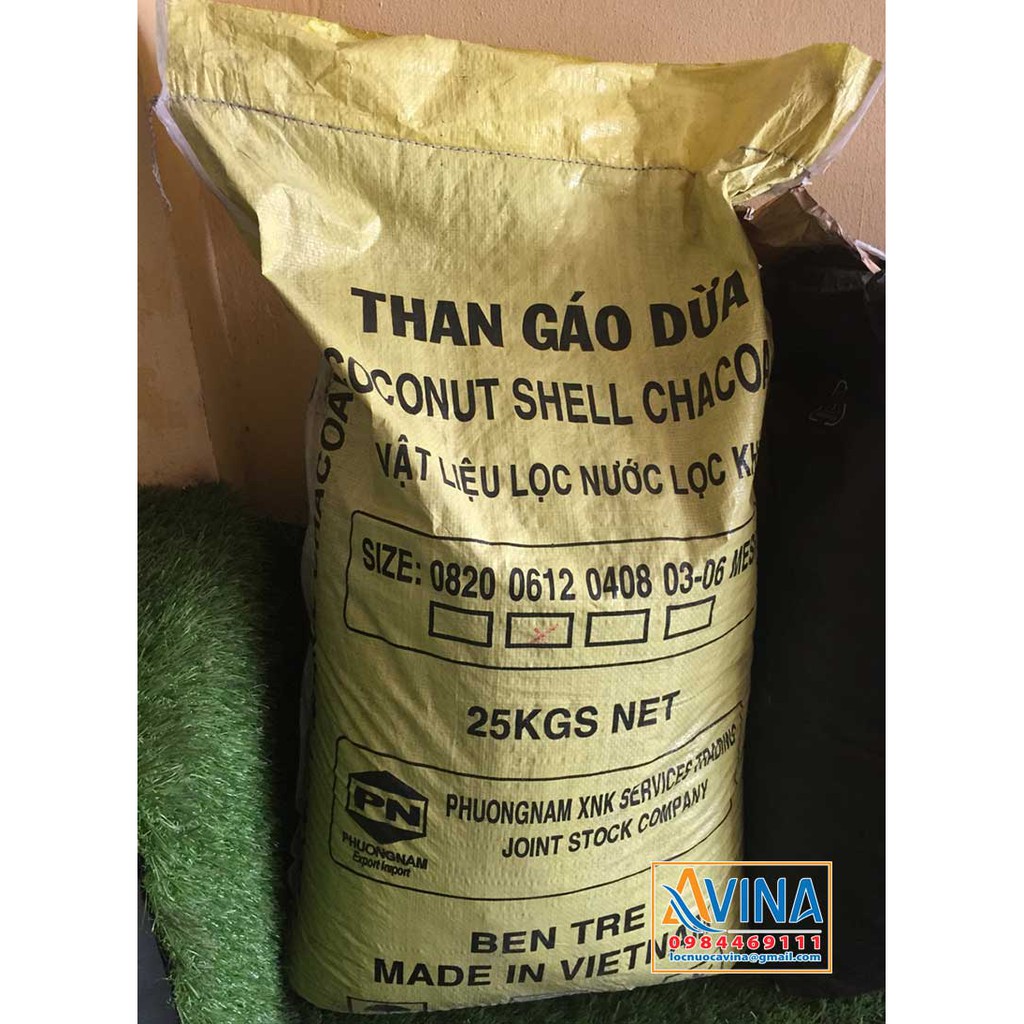 THAN GÁO DỪA
COCONUT SHELL CHACOA
VẬT LIỆU LỌC NƯỚC LỌC KH
SIZE: 0820 0612 0408 03-06 MES
25KGS NET
PN
PHUONGNAM
Export Import
PHUONGNAM XNK SERVICES TRADING
JOINT STOCK COMPANY
BEN TRE
MADE IN VIETNA
AVINA
0984469111
locnuocavina@gmail.com